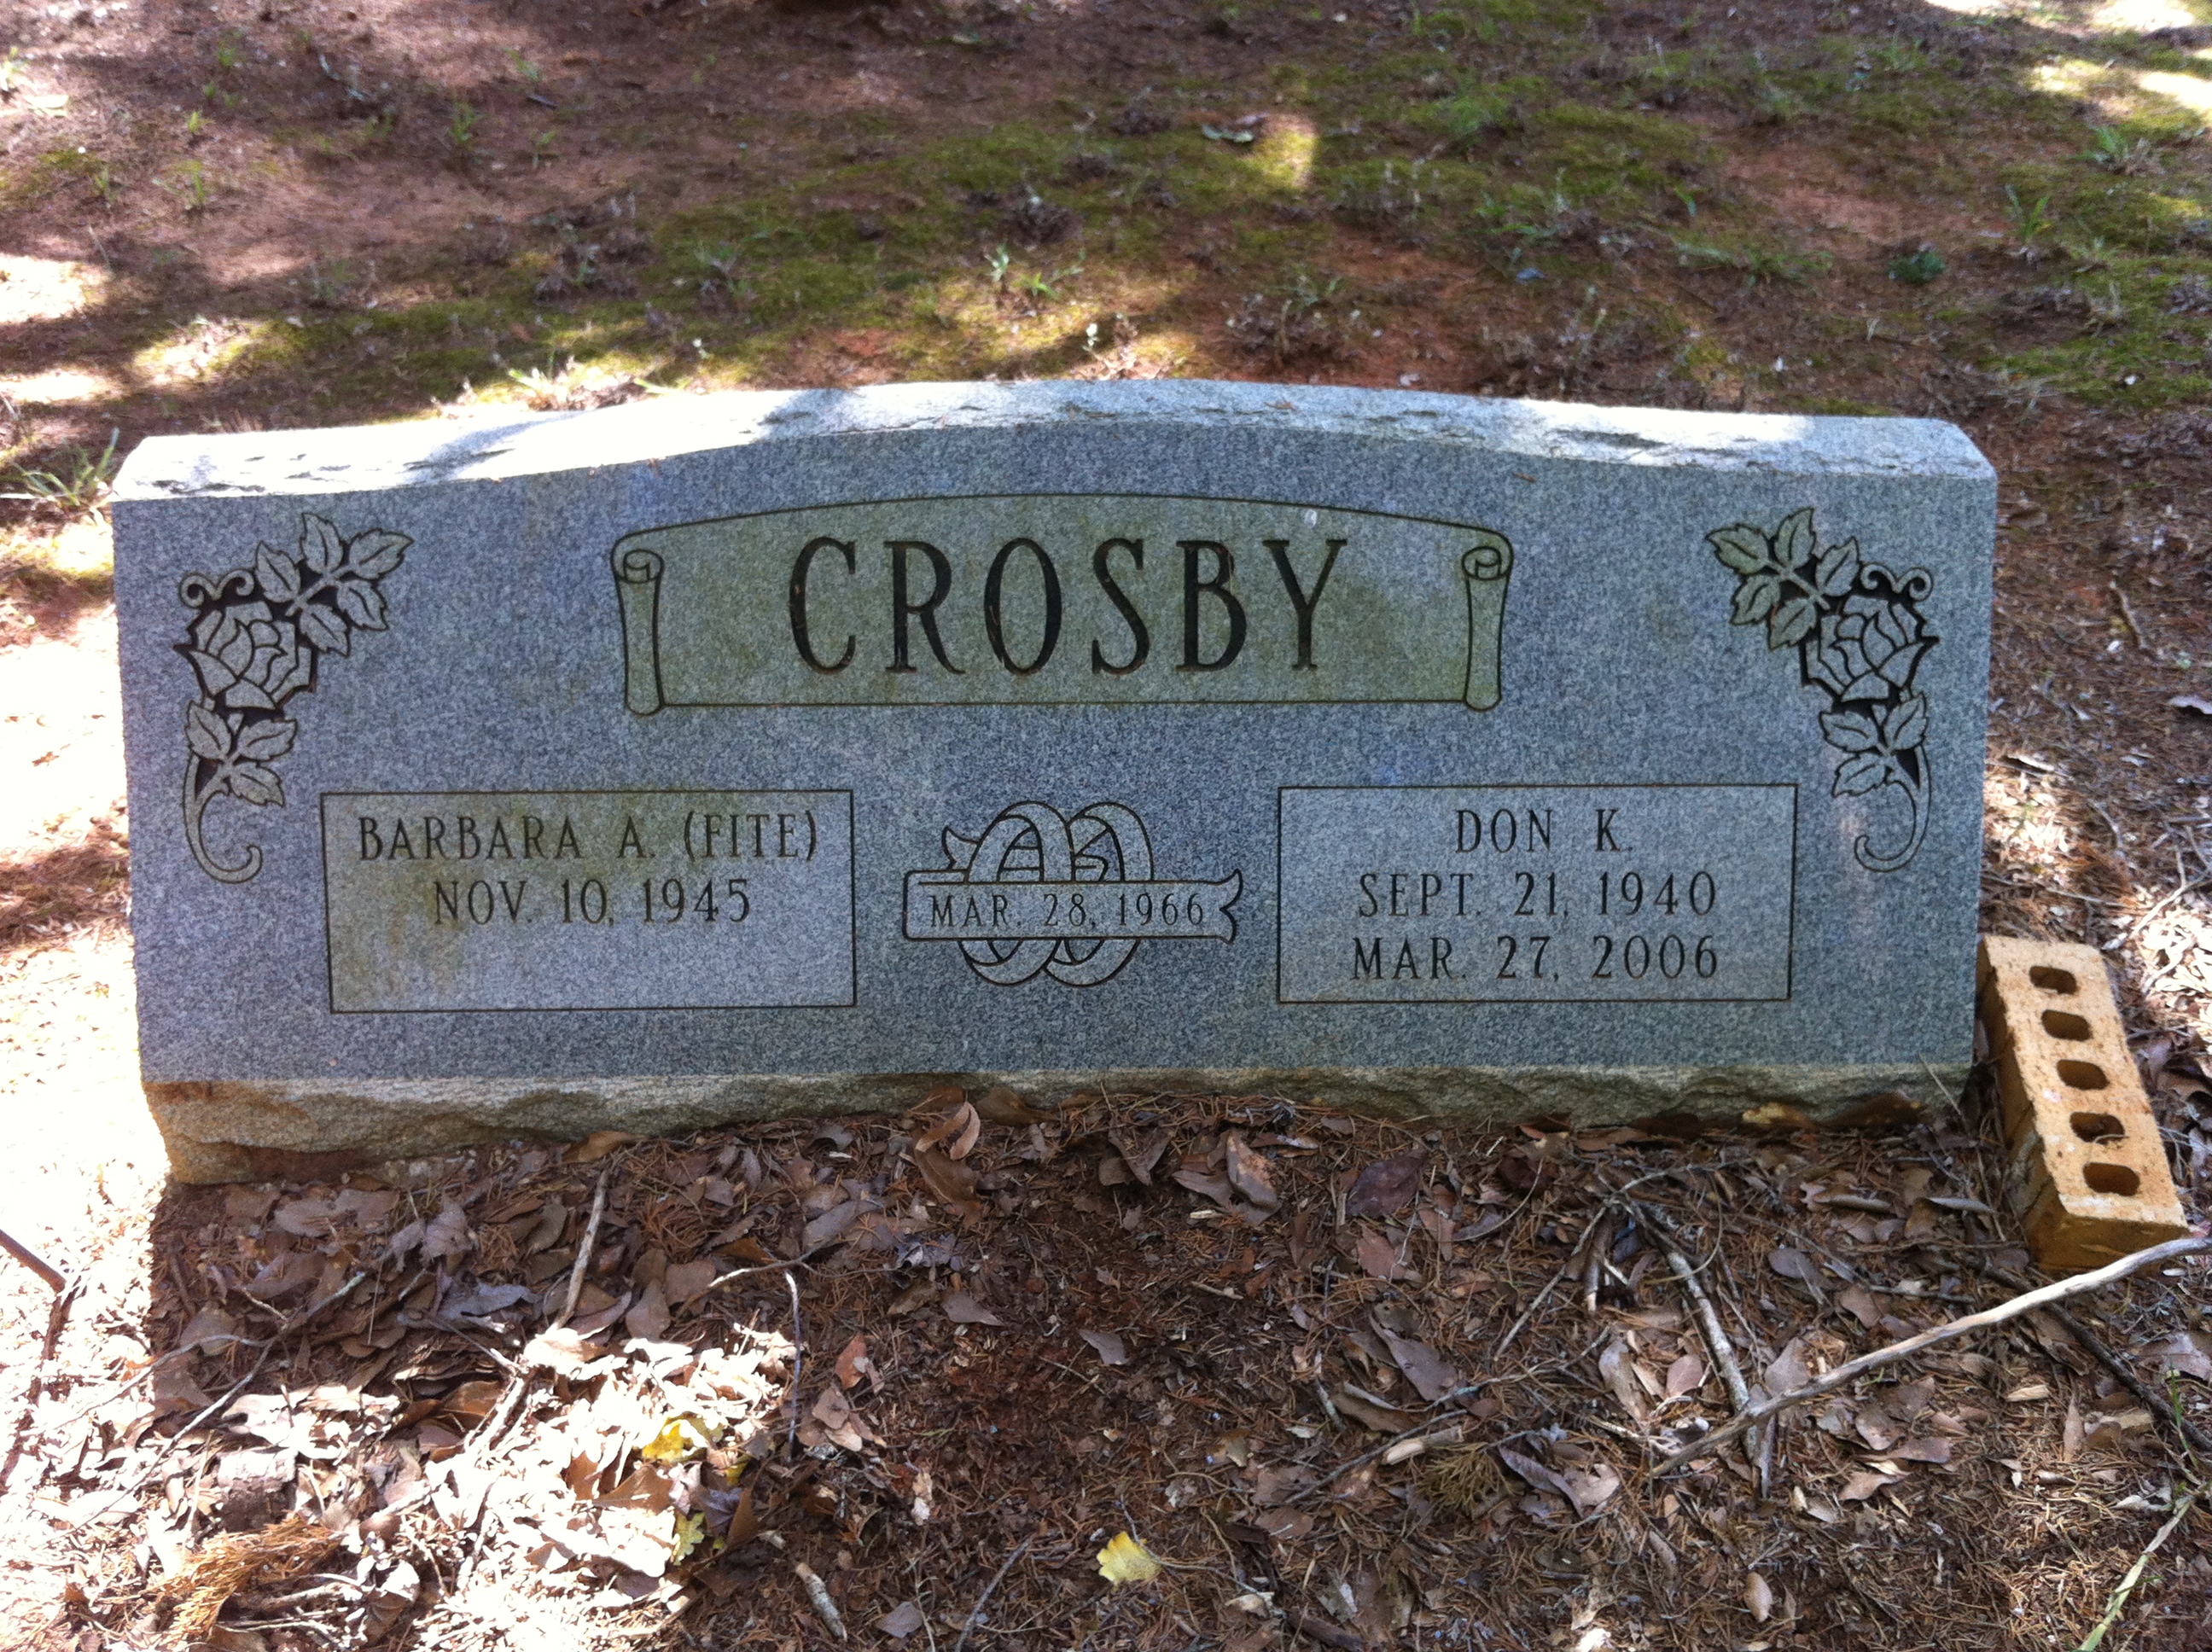 CROSBY
BARBARA A. (FITE)
NOV. 10, 1945
MAR. 28, 1966
DON K.
SEPT. 21, 1940
MAR. 27, 2006